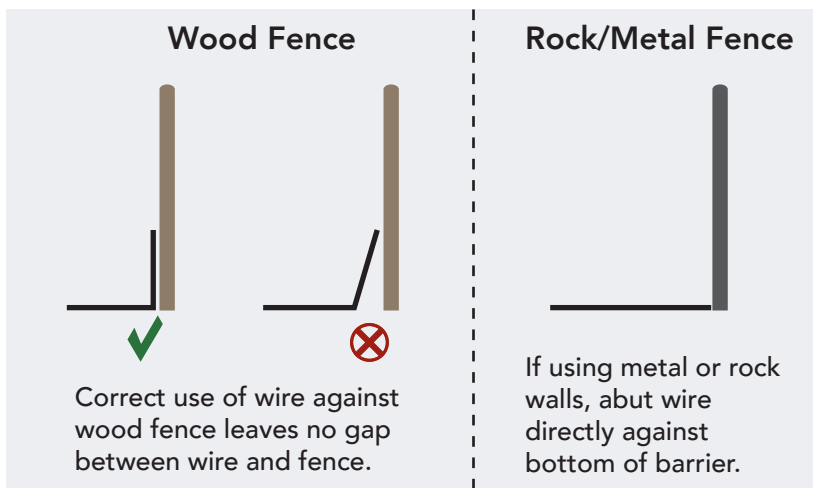 Wood Fence
Correct use of wire against
wood fence leaves no gap
between wire and fence.
Rock/Metal Fence
If using metal or rock
walls, abut wire
directly against
bottom of barrier.